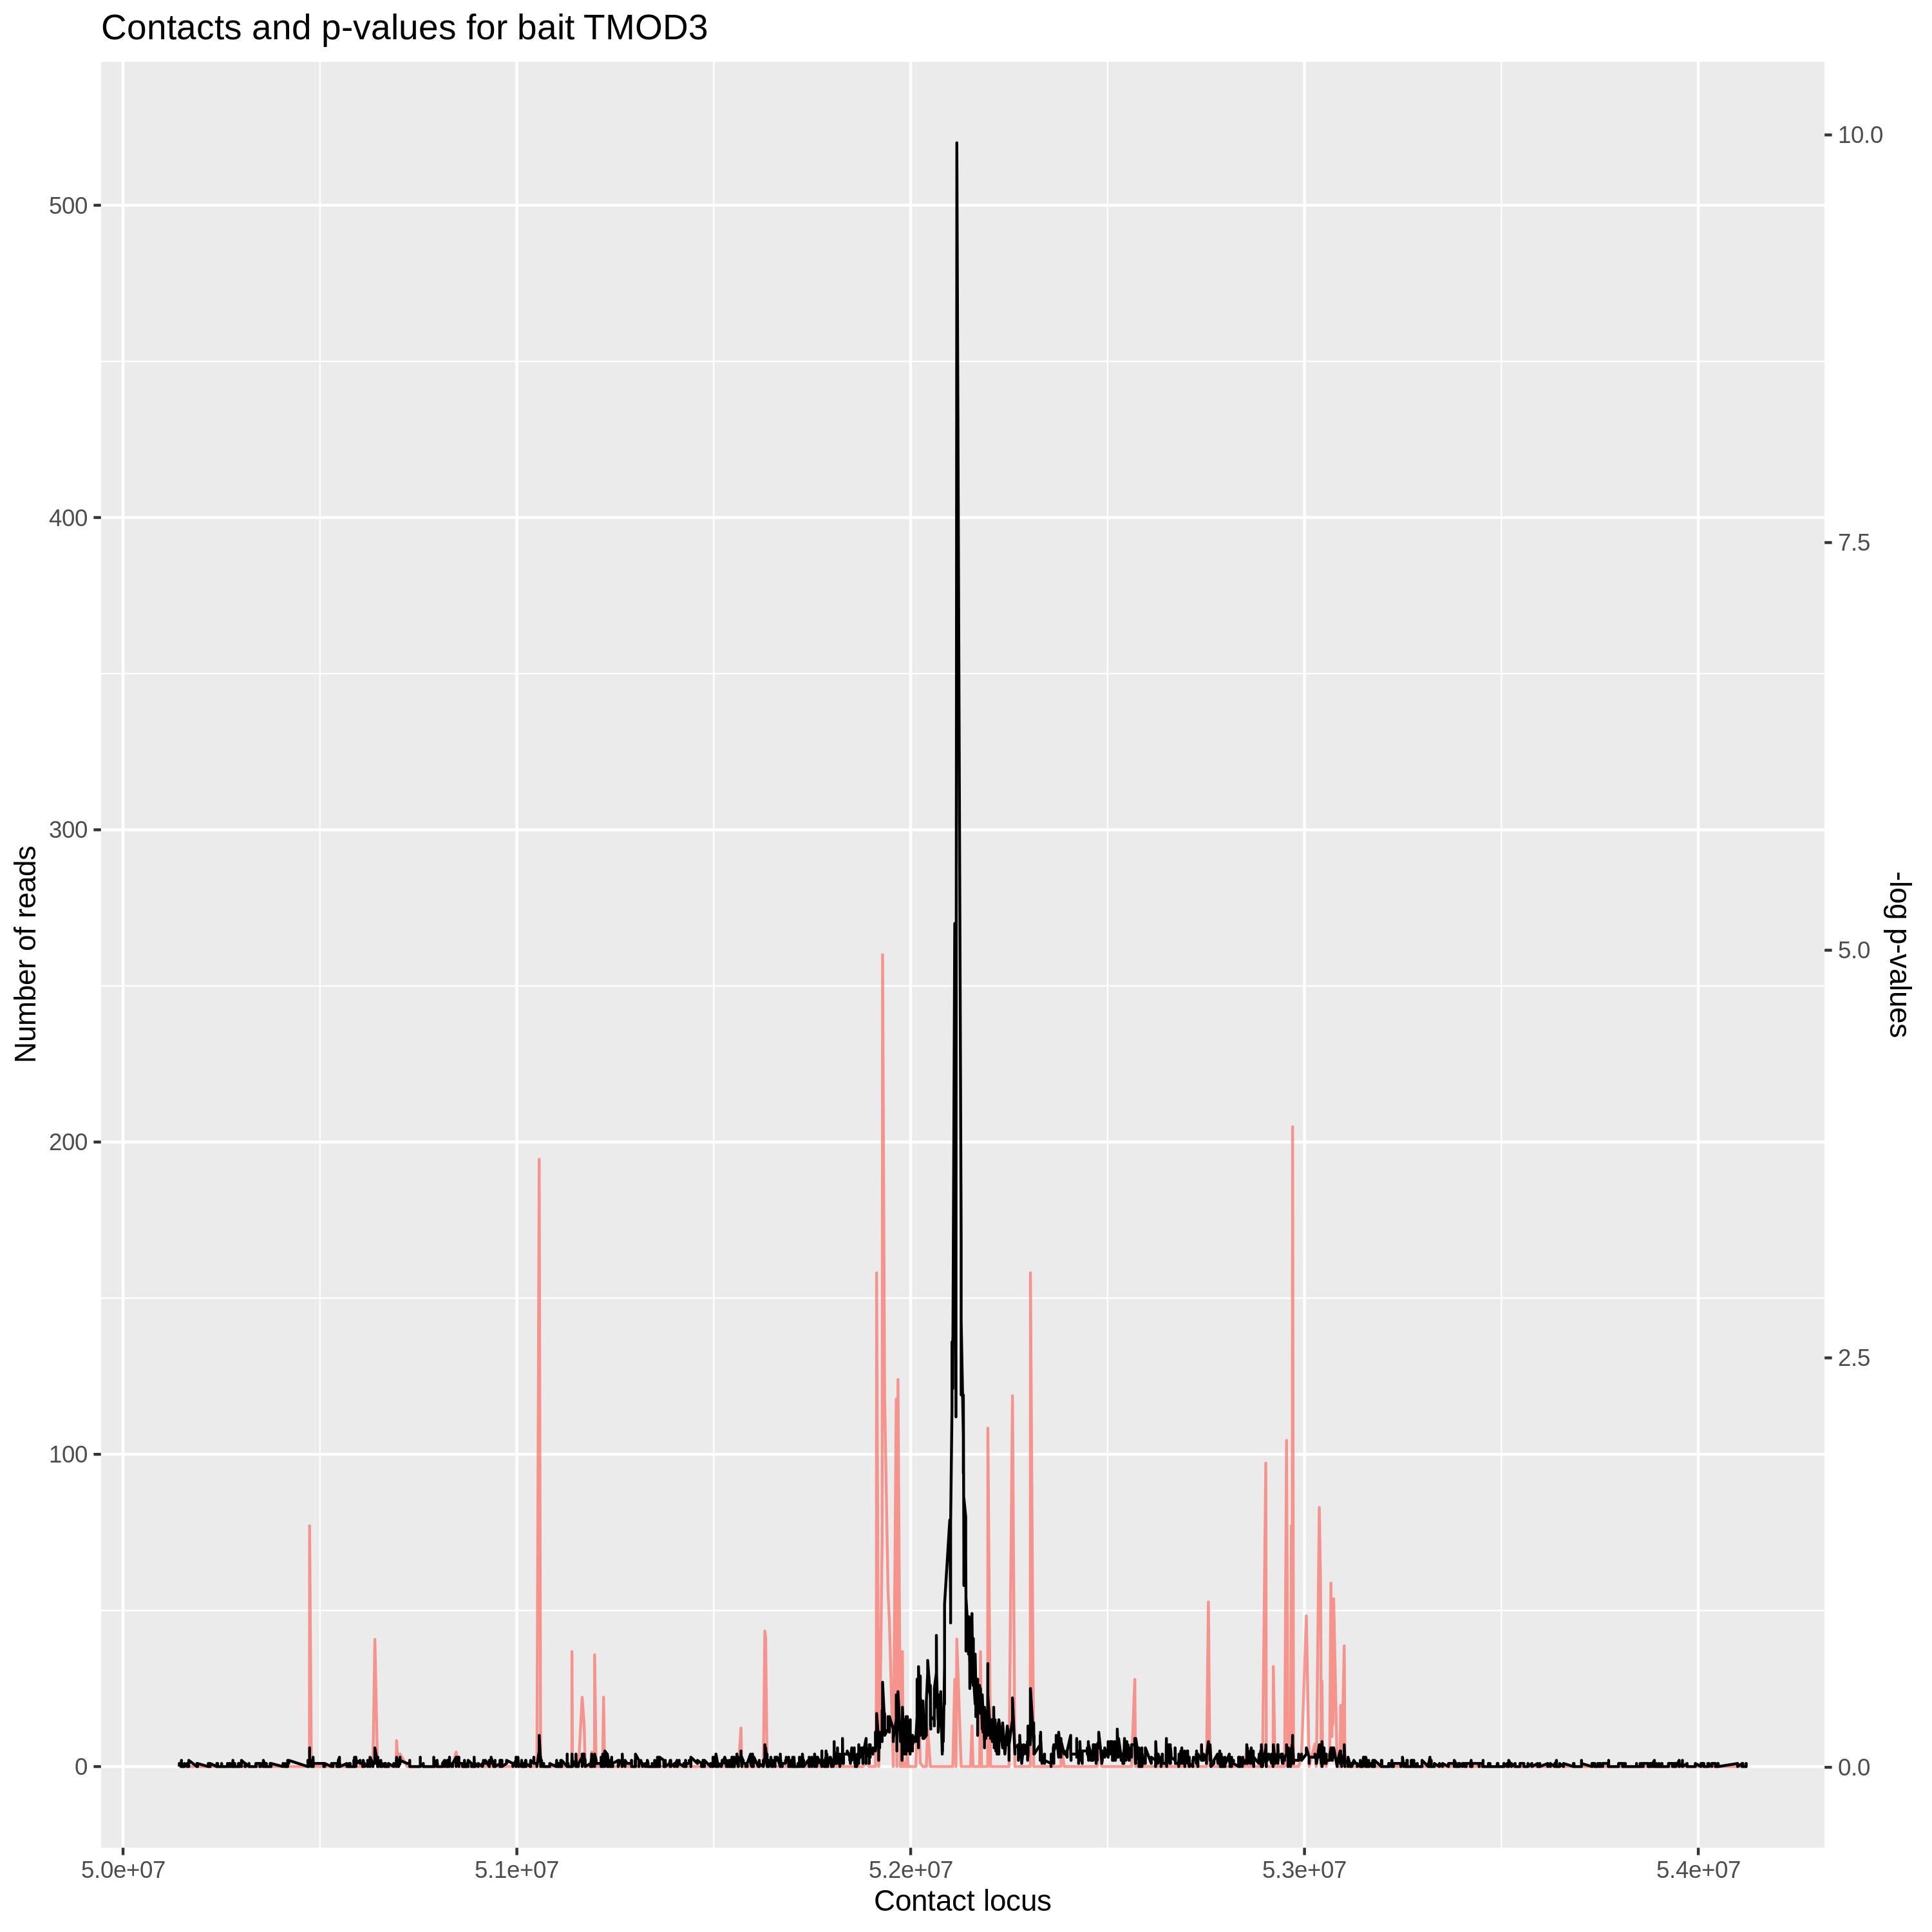 Contacts and p-values for bait TMOD3
Number of reads
500
400
300
200
100
0
10.0
7.5
5.0
2.5
0.0
-log p-values
5.0e+07
5.1e+07
5.2e+07
5.3e+07
5.4e+07
Contact locus